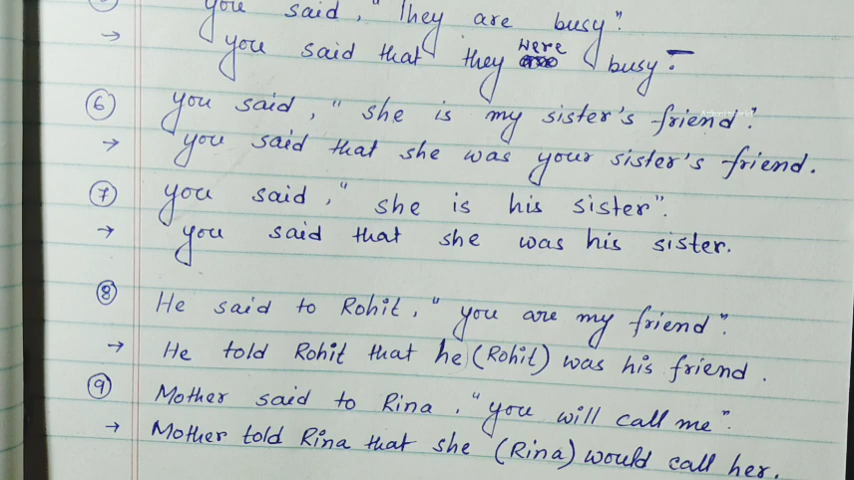 you said, "They are busy".
→ you said that they were busy.
⑥ you said, "she is my sister's friend".
→ you said that she was your sister's friend.
⑦ you said, "she is his sister".
→ you said that she was his sister.
⑧ He said to Rohit, "you are my friend".
→ He told Rohit that he (Rohit) was his friend.
⑨ Mother said to Rina, "you will call me".
→ Mother told Rina that she (Rina) would call her.